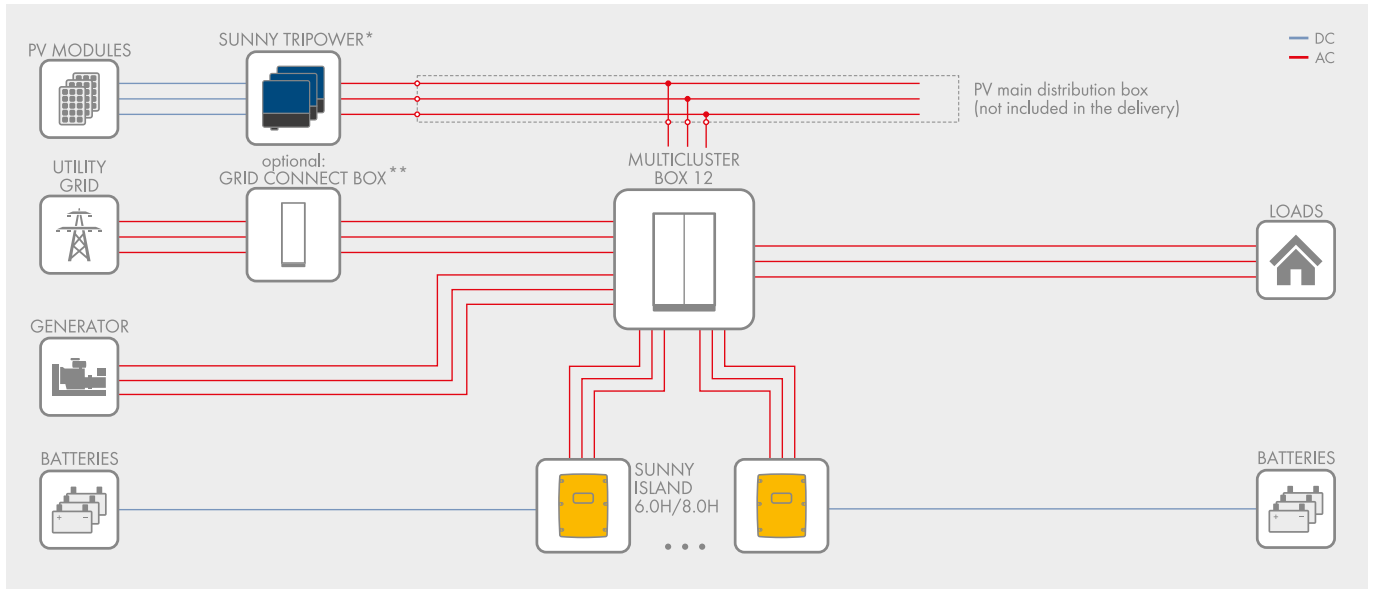 PV MODULES
SUNNY TRIPOWER*
DC
AC
PV main distribution box
(not included in the delivery)
UTILITY
GRID
optional:
GRID CONNECT BOX**
MULTICLUSTER
BOX 12
LOADS
GENERATOR
BATTERIES
SUNNY
ISLAND
6.0H/8.0H
BATTERIES